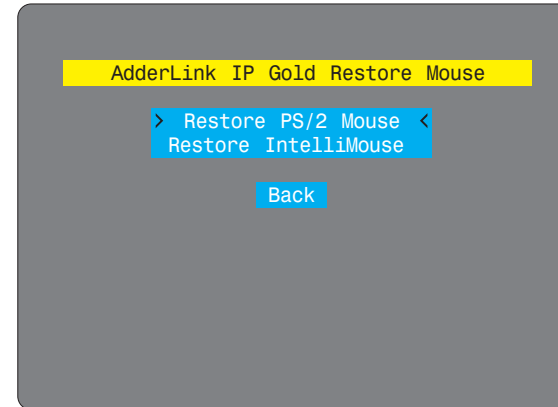 AdderLink IP Gold Restore Mouse
> Restore PS/2 Mouse <
Restore IntelliMouse
Back